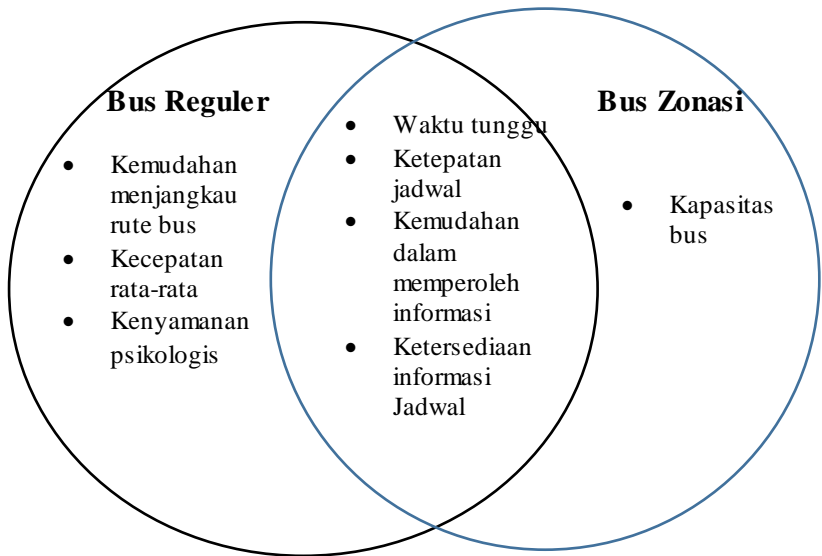 Bus Reguler
• Kemudahan
menjangkau
rute bus
• Kecepatan
rata-rata
• Kenyamanan
psikologis
• Waktu tunggu
• Ketepatan
jadwal
• Kemudahan
dalam
memperoleh
informasi
• Ketersediaan
informasi
Jadwal
Bus Zonasi
• Kapasitas
bus